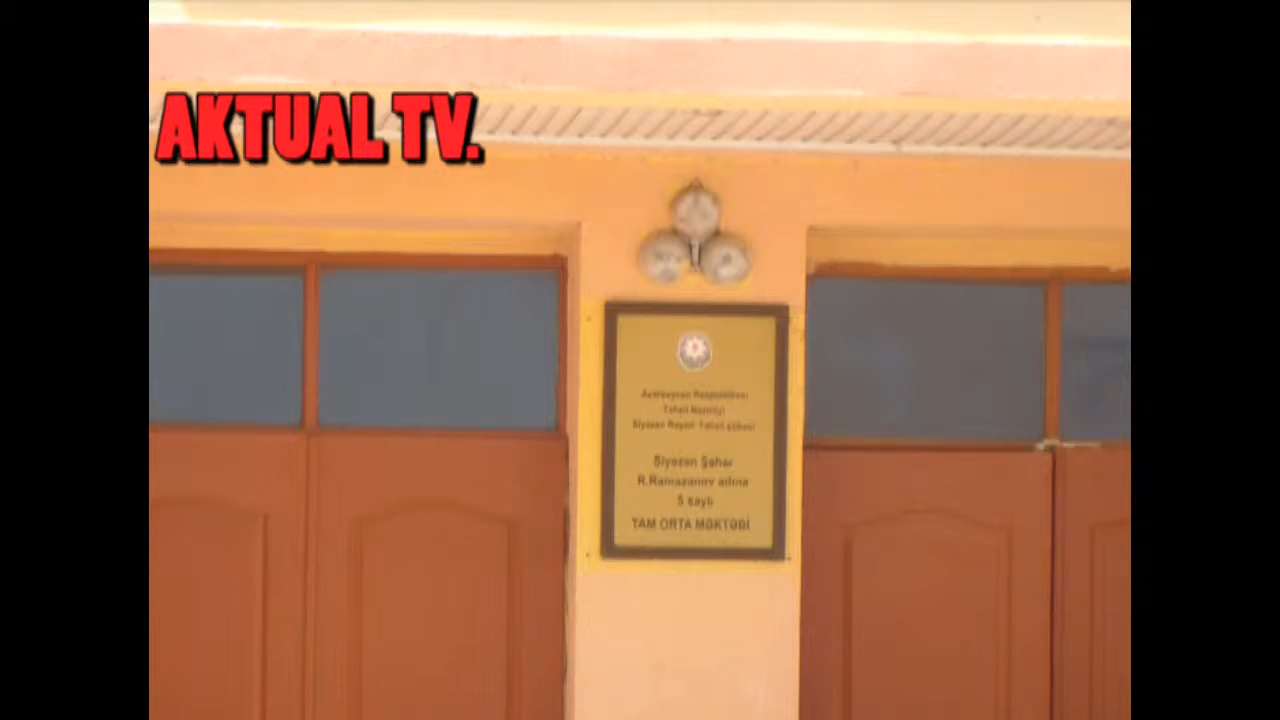 AKTUAL TV.
Azərbaycan Respublikası
Təhsil Nazirliyi
Siyəzən Rayon Təhsil şöbəsi
Siyəzən Şəhər
R.Ramazanov adına
5 saylı
TAM ORTA MƏKTƏBİ